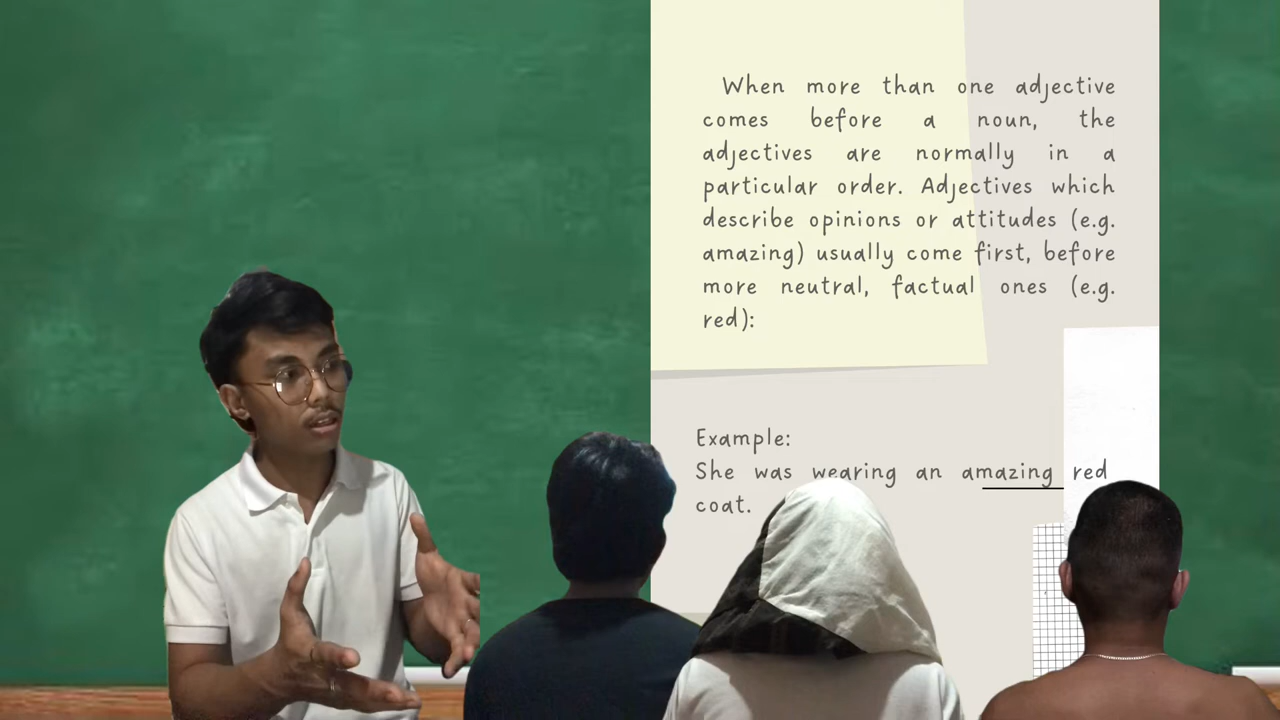 When more than one adjective
comes before a noun, the
adjectives are normally in a
particular order. Adjectives which
describe opinions or attitudes (e.g.
amazing) usually come first, before
more neutral, factual ones (e.g.
red):
Example:
She was wearing an amazing red
coat.